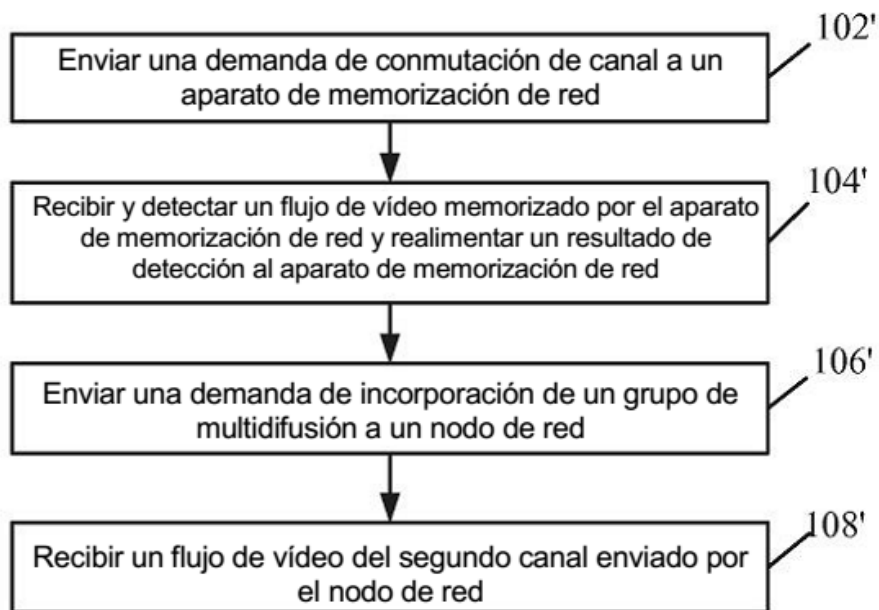 102'
Enviar una demanda de conmutación de canal a un
aparato de memorización de red
104'
Recibir y detectar un flujo de vídeo memorizado por el aparato
de memorización de red y realimentar un resultado de
detección al aparato de memorización de red
106'
Enviar una demanda de incorporación de un grupo de
multidifusión a un nodo de red
108'
Recibir un flujo de vídeo del segundo canal enviado por
el nodo de red